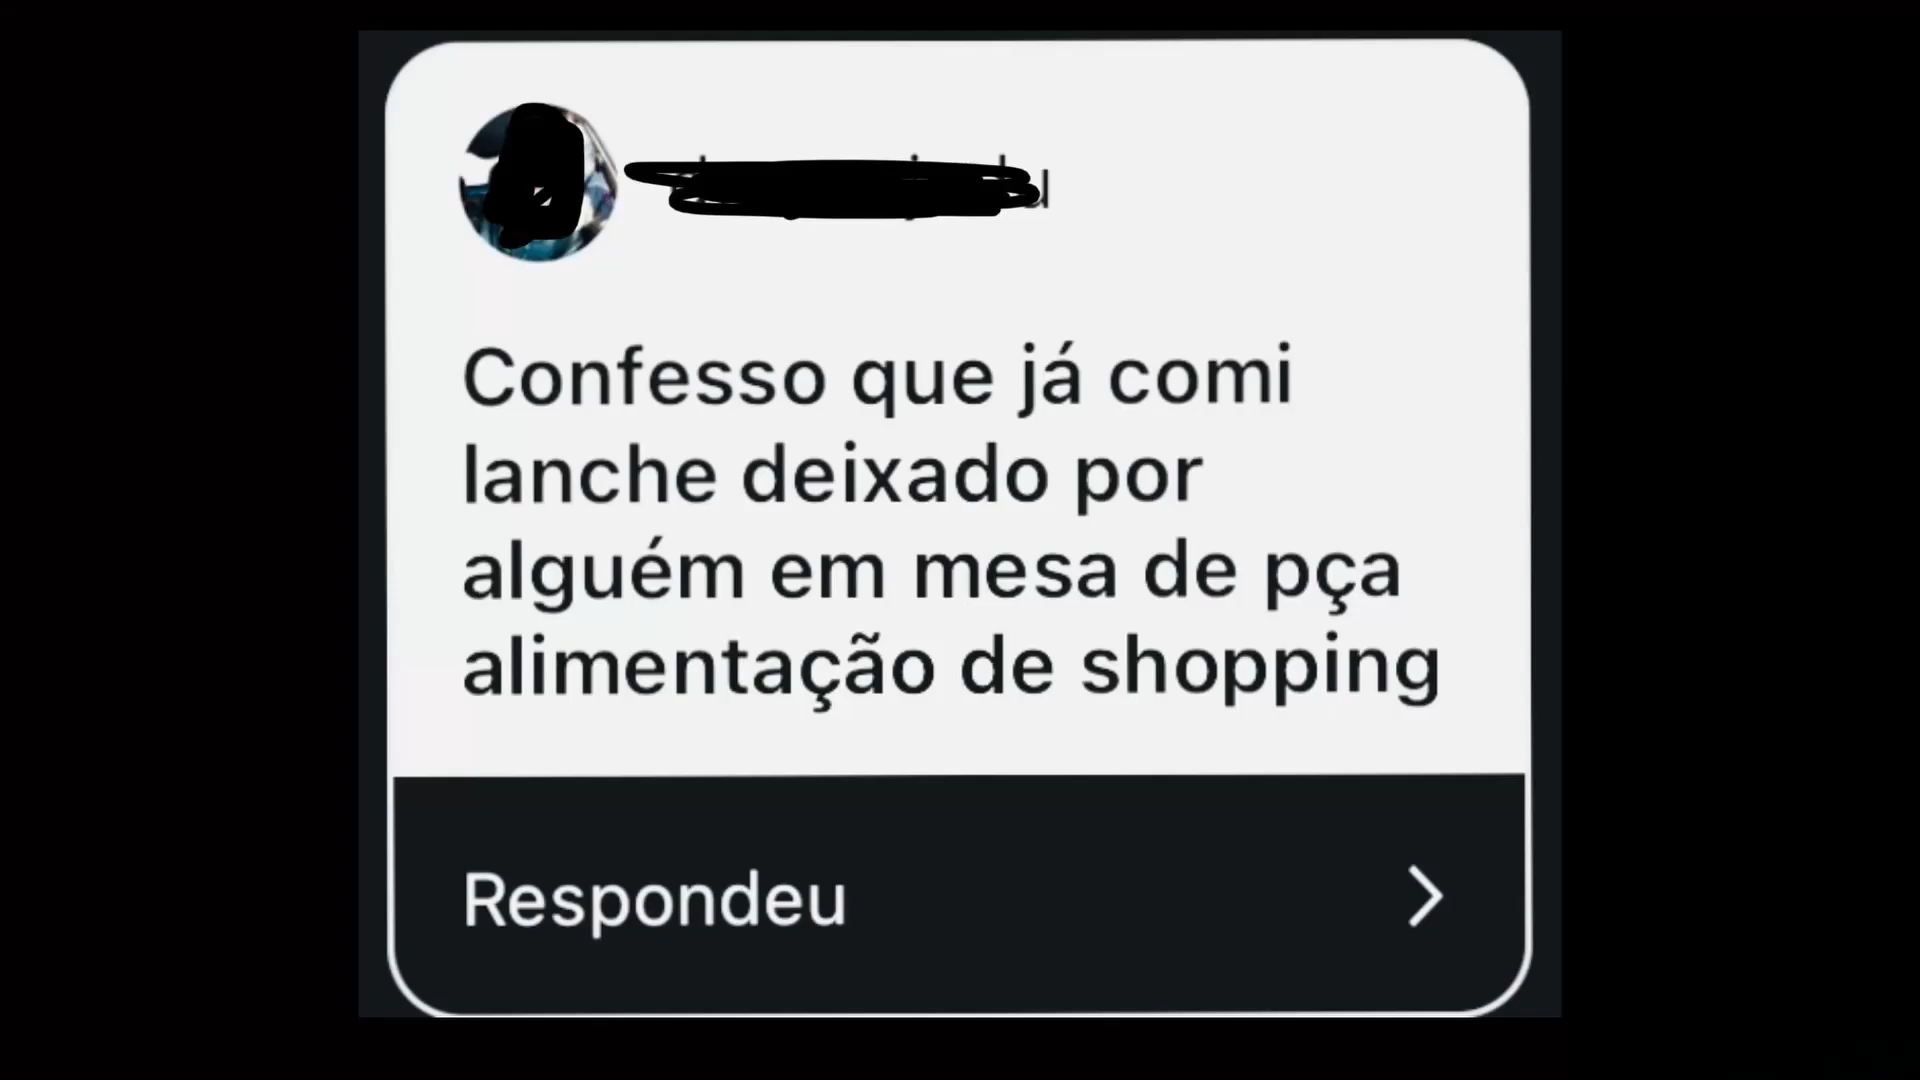 Confesso que já comi
lanche deixado por
alguém em mesa de pça
alimentação de shopping
Respondeu